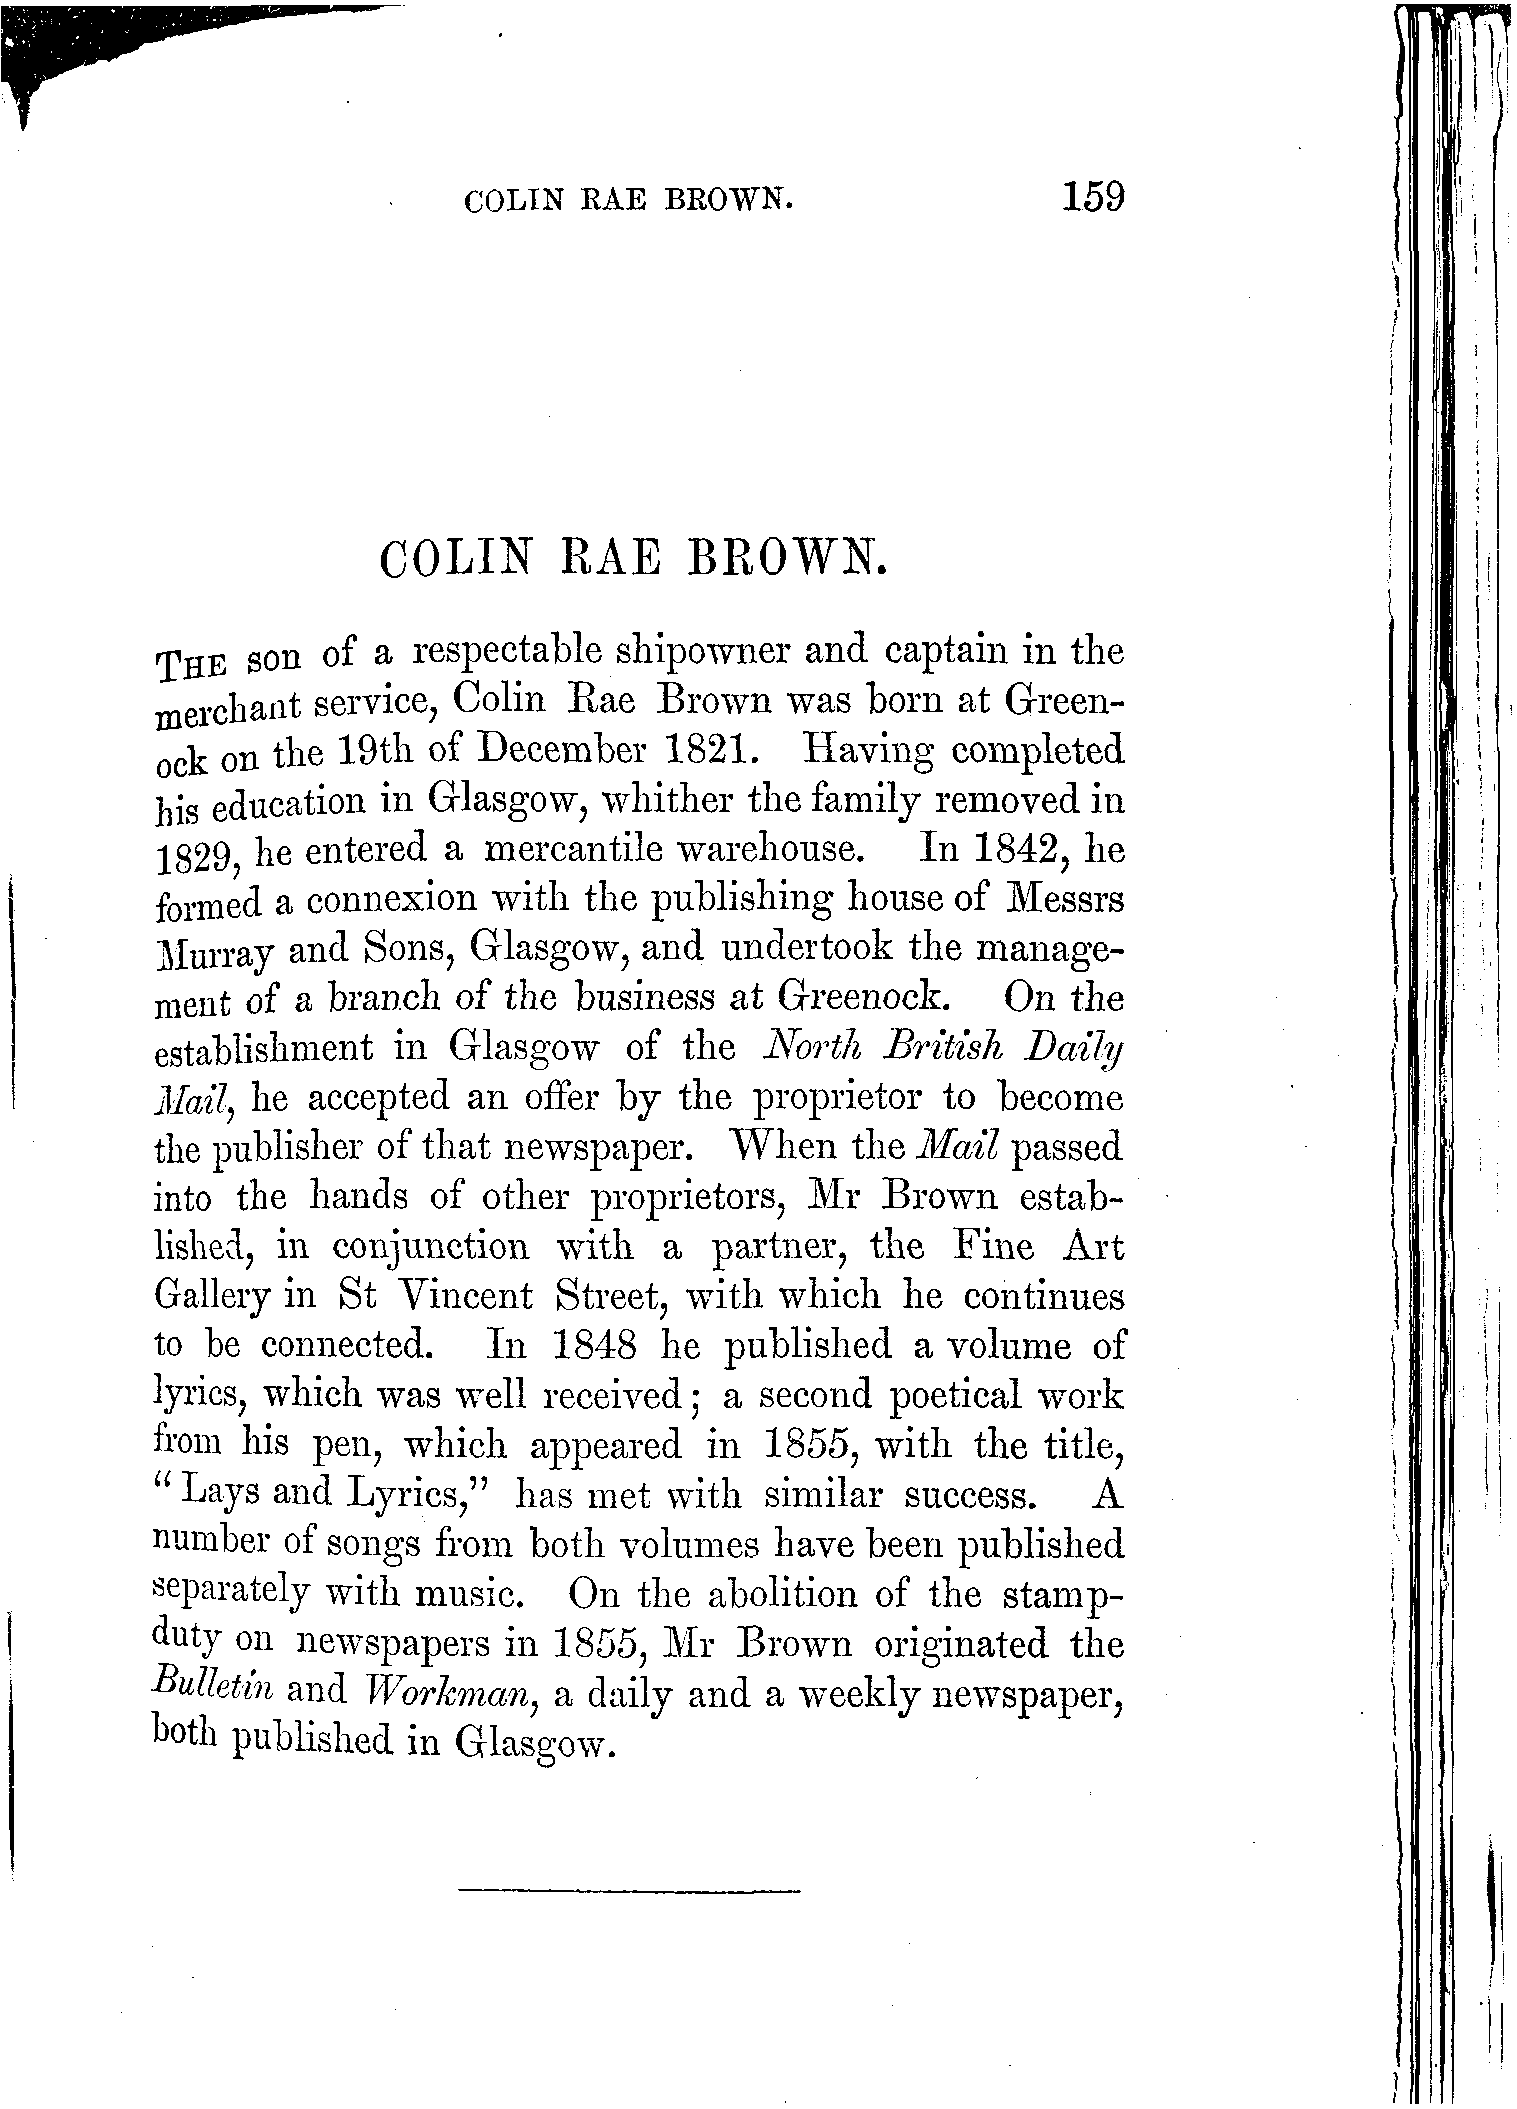 COLIN RAE BROWN. 159
COLIN RAE BROWN.
THE son of a respectable shipowner and captain in the
merchant service, Colin Rae Brown was born at Green-
ock on the 19th of December 1821. Having completed
his education in Glasgow, whither the family removed in
1829, he entered a mercantile warehouse. In 1842, he
formed a connexion with the publishing house of Messrs
Murray and Sons, Glasgow, and undertook the manage-
ment of a branch of the business at Greenock. On the
establishment in Glasgow of the North British Daily
Mail, he accepted an offer by the proprietor to become
the publisher of that newspaper. When the Mail passed
into the hands of other proprietors, Mr Brown estab-
lished, in conjunction with a partner, the Fine Art
Gallery in St Vincent Street, with which he continues
to be connected. In 1848 he published a volume of
lyrics, which was well received; a second poetical work
from his pen, which appeared in 1855, with the title,
“Lays and Lyrics,” has met with similar success. A
number of songs from both volumes have been published
separately with music. On the abolition of the stamp-
duty on newspapers in 1855, Mr Brown originated the
Bulletin and Workman, a daily and a weekly newspaper,
both published in Glasgow.